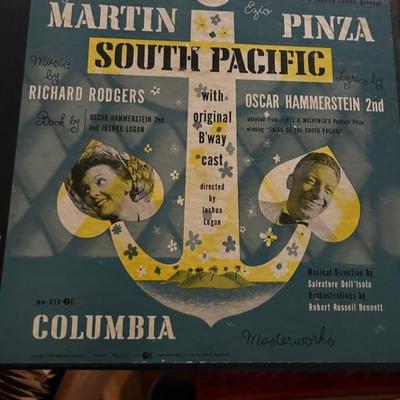 MARTIN Ezio PINZA
SOUTH PACIFIC
Music by
Lyrics by
RICHARD RODGERS
OSCAR HAMMERSTEIN 2nd
with
original
B'way
cast
directed
by
Joshua
Logan
adapted from JAMES A. MICHENER'S Pulitzer Prize
winning "TALES OF THE SOUTH PACIFIC"
Book by
OSCAR HAMMERSTEIN 2nd
and JOSHUA LOGAN
Musical Direction by
Salvatore Dell'Isola
Orchestrations by
Robert Russell Bennett
COLUMBIA
Masterworks